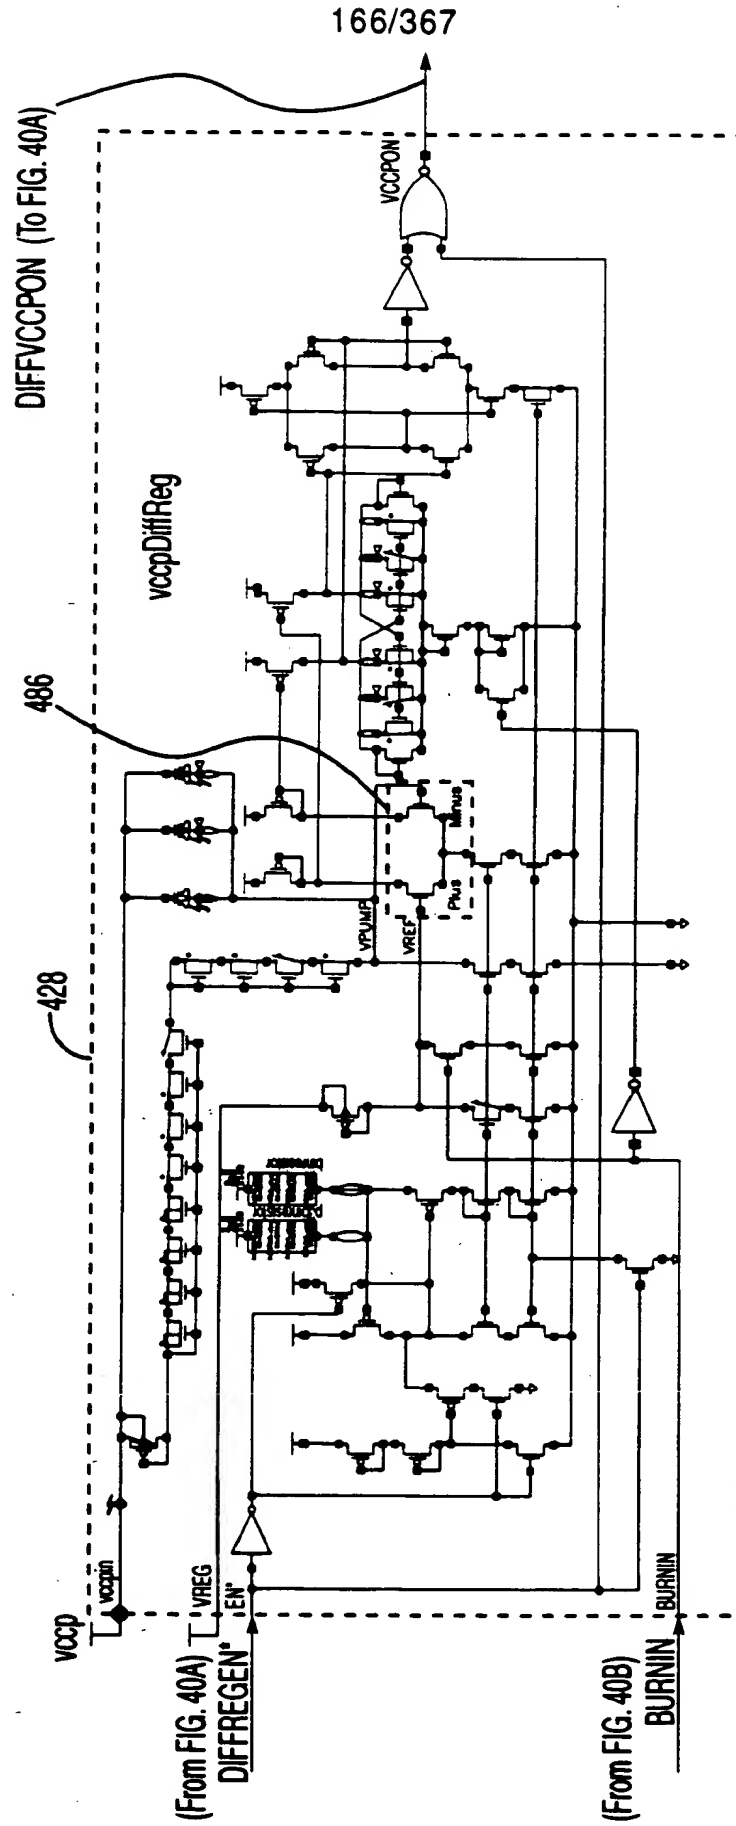 166/367
DIFFVCCPON (To FIG. 40A)
VCCPON
vccpDiffReg
486
428
VPUMP
VREF
Minus
Plus
vccp
vccpin
VREG
(From FIG. 40A)
EN*
DIFFREGEN*
(From FIG. 40B)
BURNIN
BURNIN